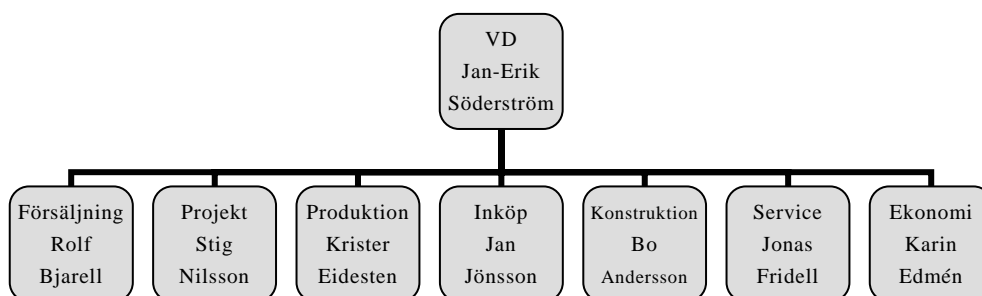 VD
Jan-Erik
Söderström
Försäljning
Rolf
Bjarell
Projekt
Stig
Nilsson
Produktion
Krister
Eidesten
Inköp
Jan
Jönsson
Konstruktion
Bo
Andersson
Service
Jonas
Fridell
Ekonomi
Karin
Edmén